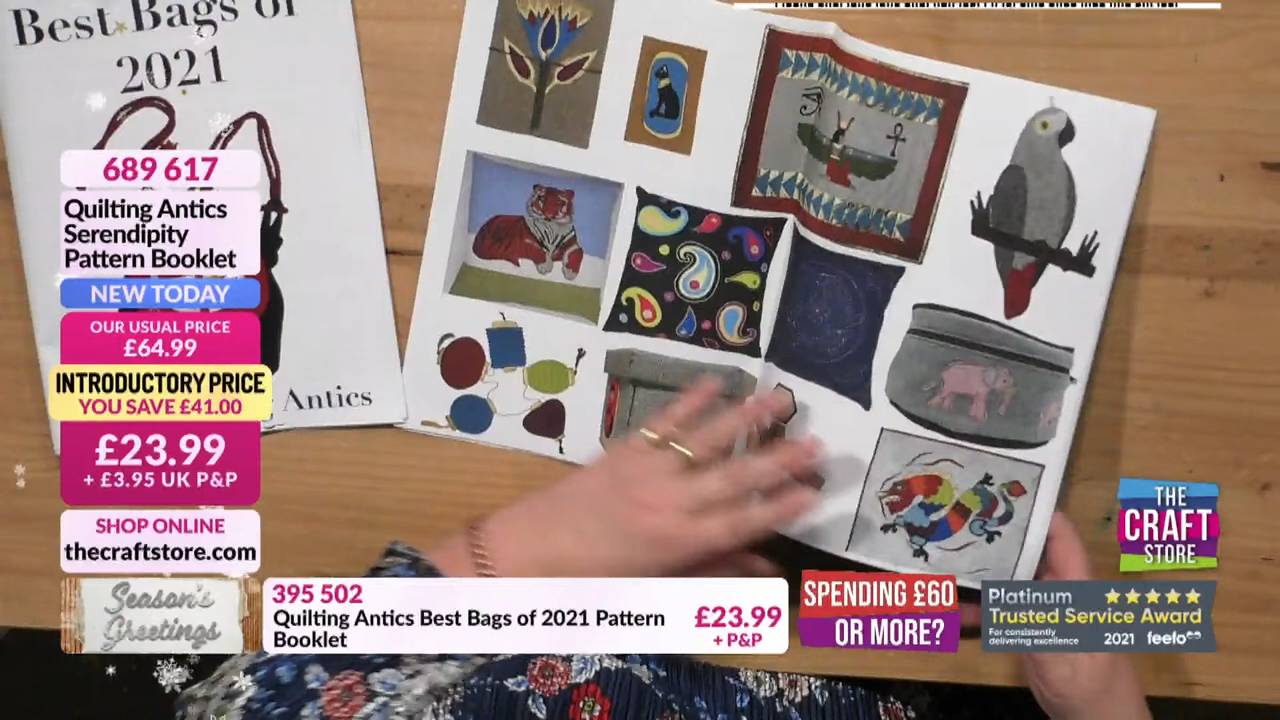 Best Bags of
2021
Antics
689 617
Quilting Antics
Serendipity
Pattern Booklet
NEW TODAY
OUR USUAL PRICE
£64.99
INTRODUCTORY PRICE
YOU SAVE £41.00
£23.99
+ £3.95 UK P&P
SHOP ONLINE
thecraftstore.com
Season's
Greetings
395 502
Quilting Antics Best Bags of 2021 Pattern
Booklet
£23.99
+ P&P
SPENDING £60
OR MORE?
THE
CRAFT
STORE
Platinum
Trusted Service Award
For consistently
delivering excellence
2021 feefo